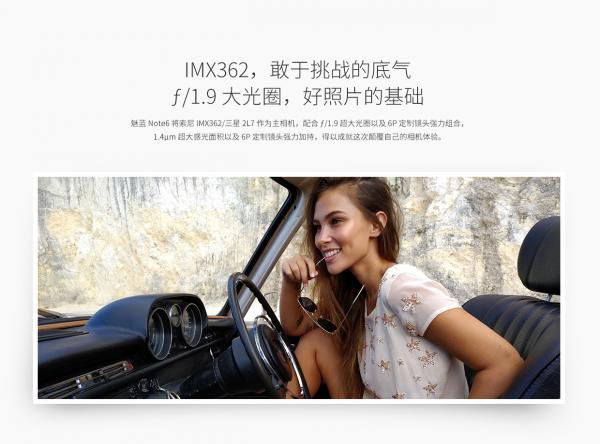 IMX362，敢于挑战的底气
ƒ/1.9 大光圈，好照片的基础
魅蓝 Note6 将索尼 IMX362/三星 2L7 作为主相机，配合 ƒ/1.9 超大光圈以及 6P 定制镜头强力组合，
1.4μm 超大感光面积以及 6P 定制镜头强力加持，得以成就这次颠覆自己的相机体验。